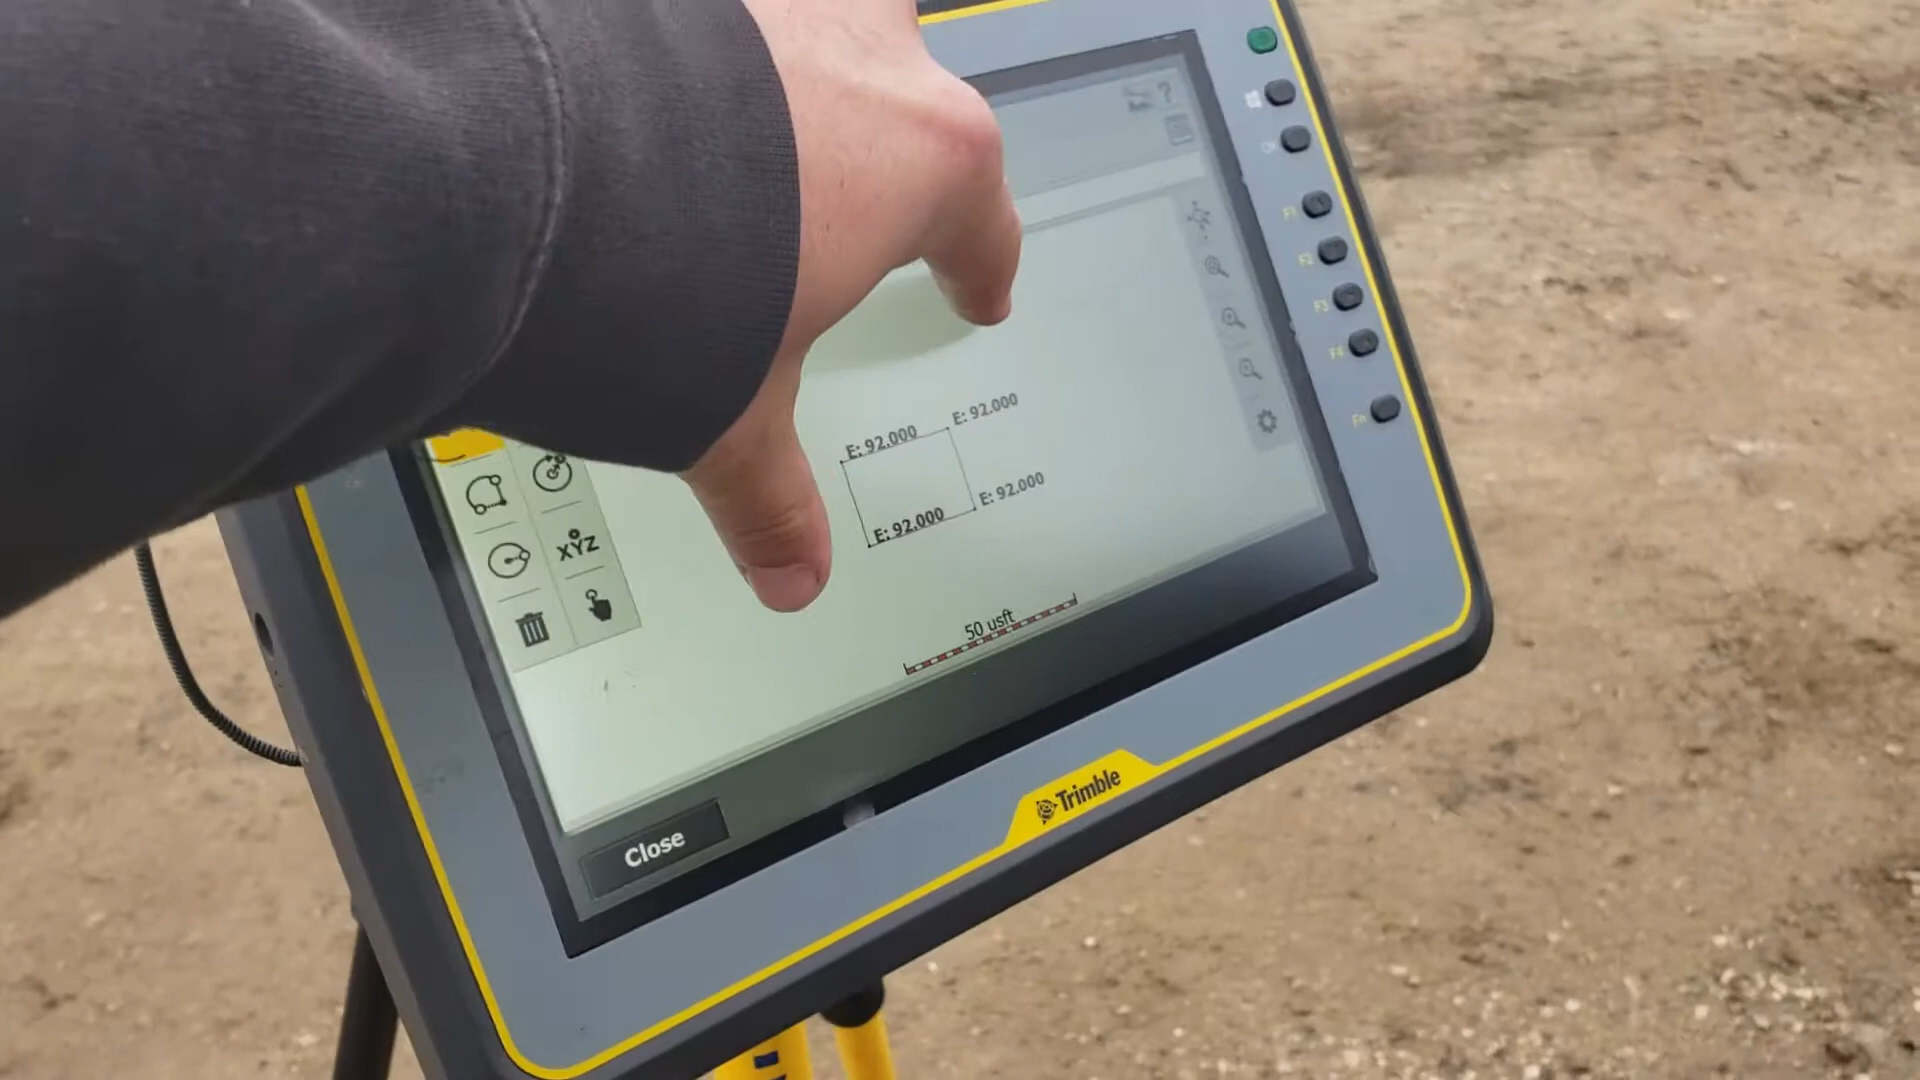 ?
F1
F2
F3
F4
Fn
E: 92.000
E: 92.000
E: 92.000
E: 92.000
XYZ
50 usft
Trimble
Close